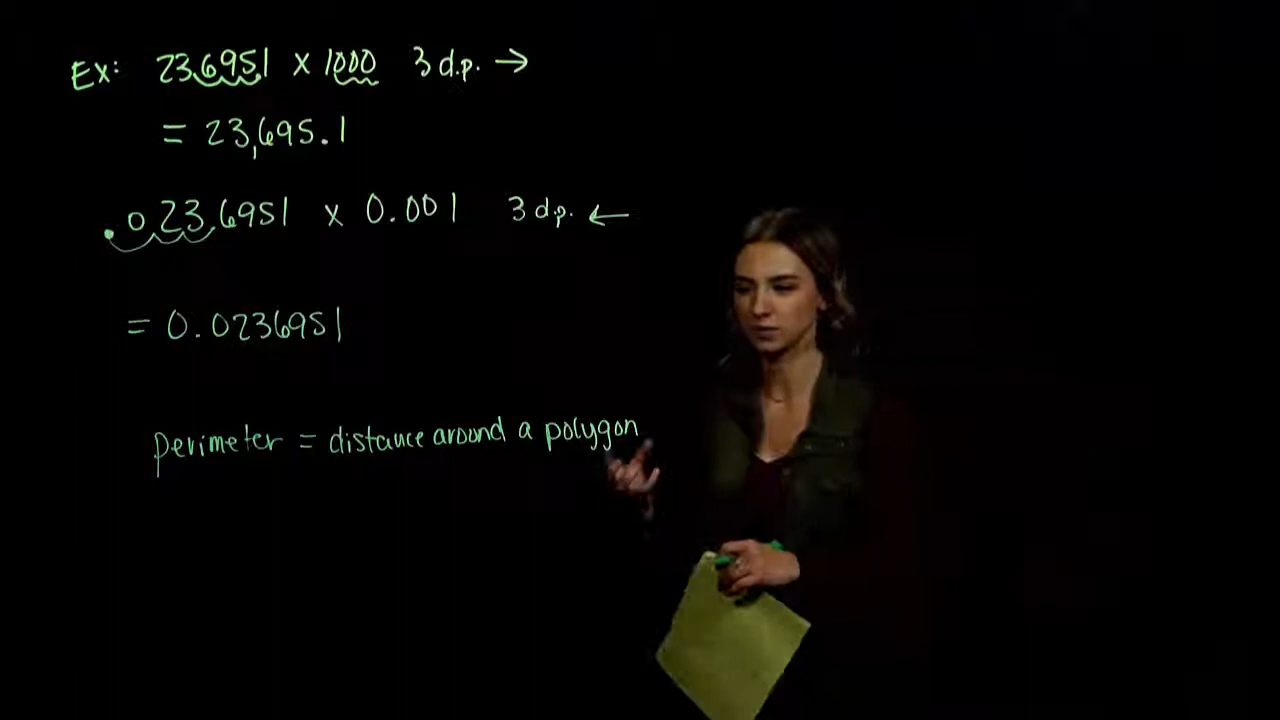 Ex: 23.6951 x 1000 3 d.p. →
= 23,695.1
.023.6951 x 0.001 3 d.p. ←
= 0.0236951
perimeter = distance around a polygon